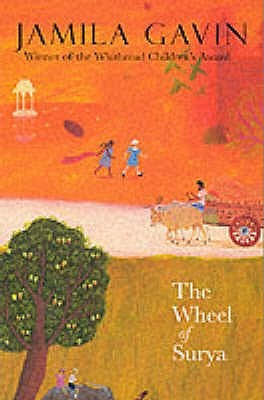 JAMILA GAVIN
Winner of the Whitbread Children's Award
The
Wheel
of
Surya